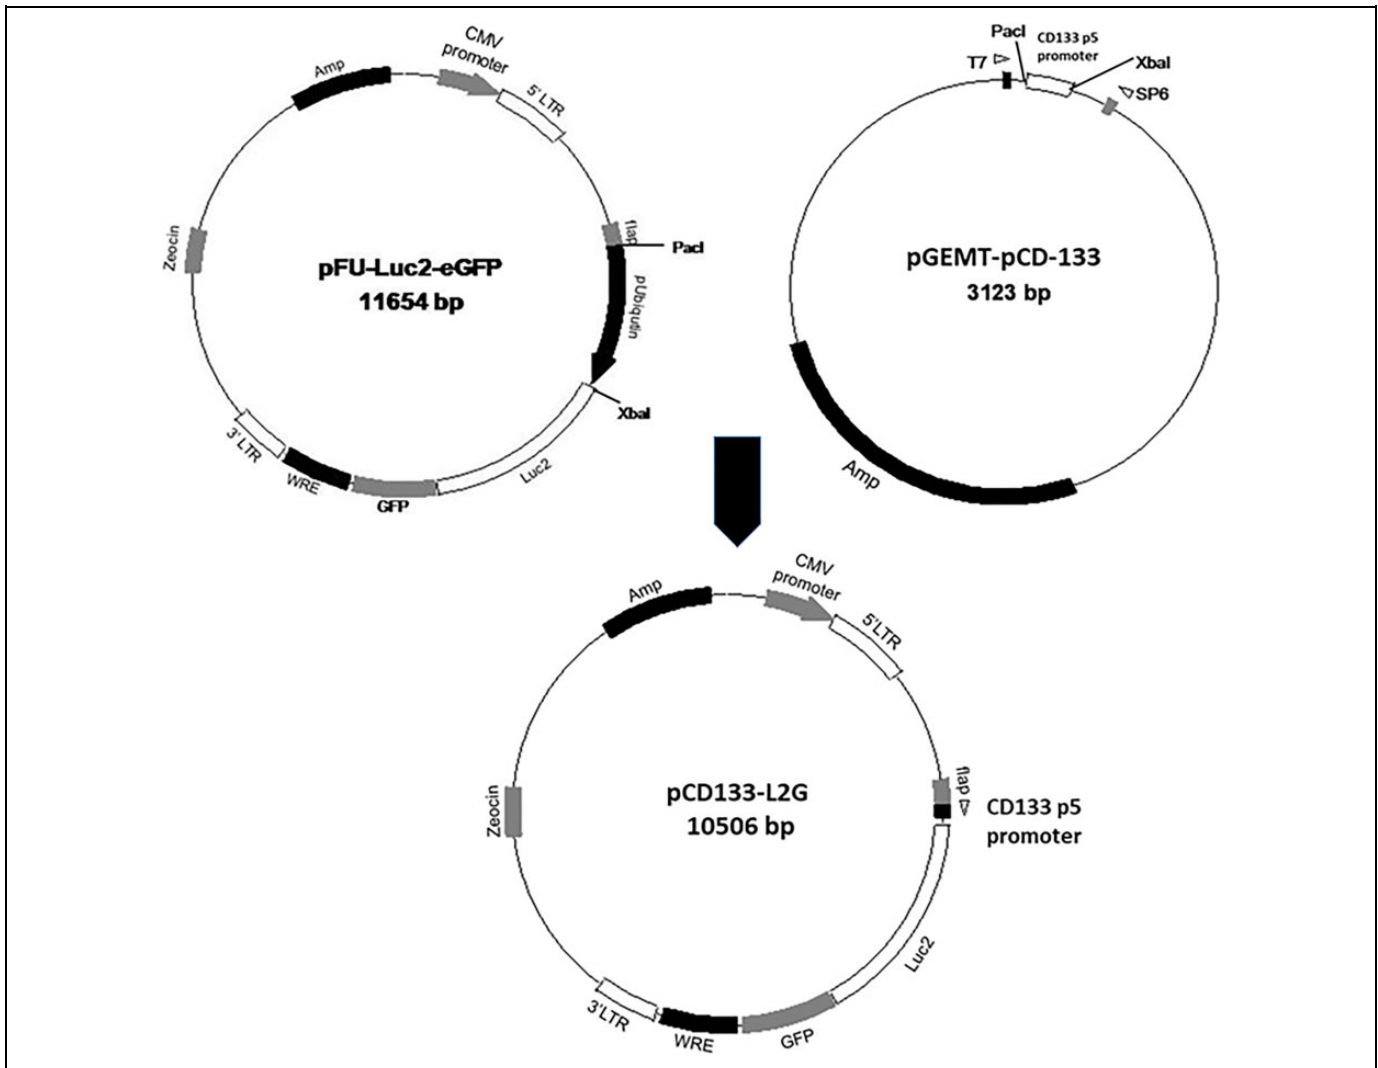 CMV
promoter
Amp
5' LTR
Zeocin
flap
PacI
pUbiqutin
pFU-Luc2-eGFP
11654 bp
XbaI
3' LTR
WRE
GFP
Luc2
PacI
CD133 p5
promoter
T7
XbaI
SP6
pGEMT-pCD-133
3123 bp
Amp
CMV
promoter
Amp
5'LTR
flap
CD133 p5
promoter
Zeocin
pCD133-L2G
10506 bp
Luc2
3'LTR
WRE
GFP